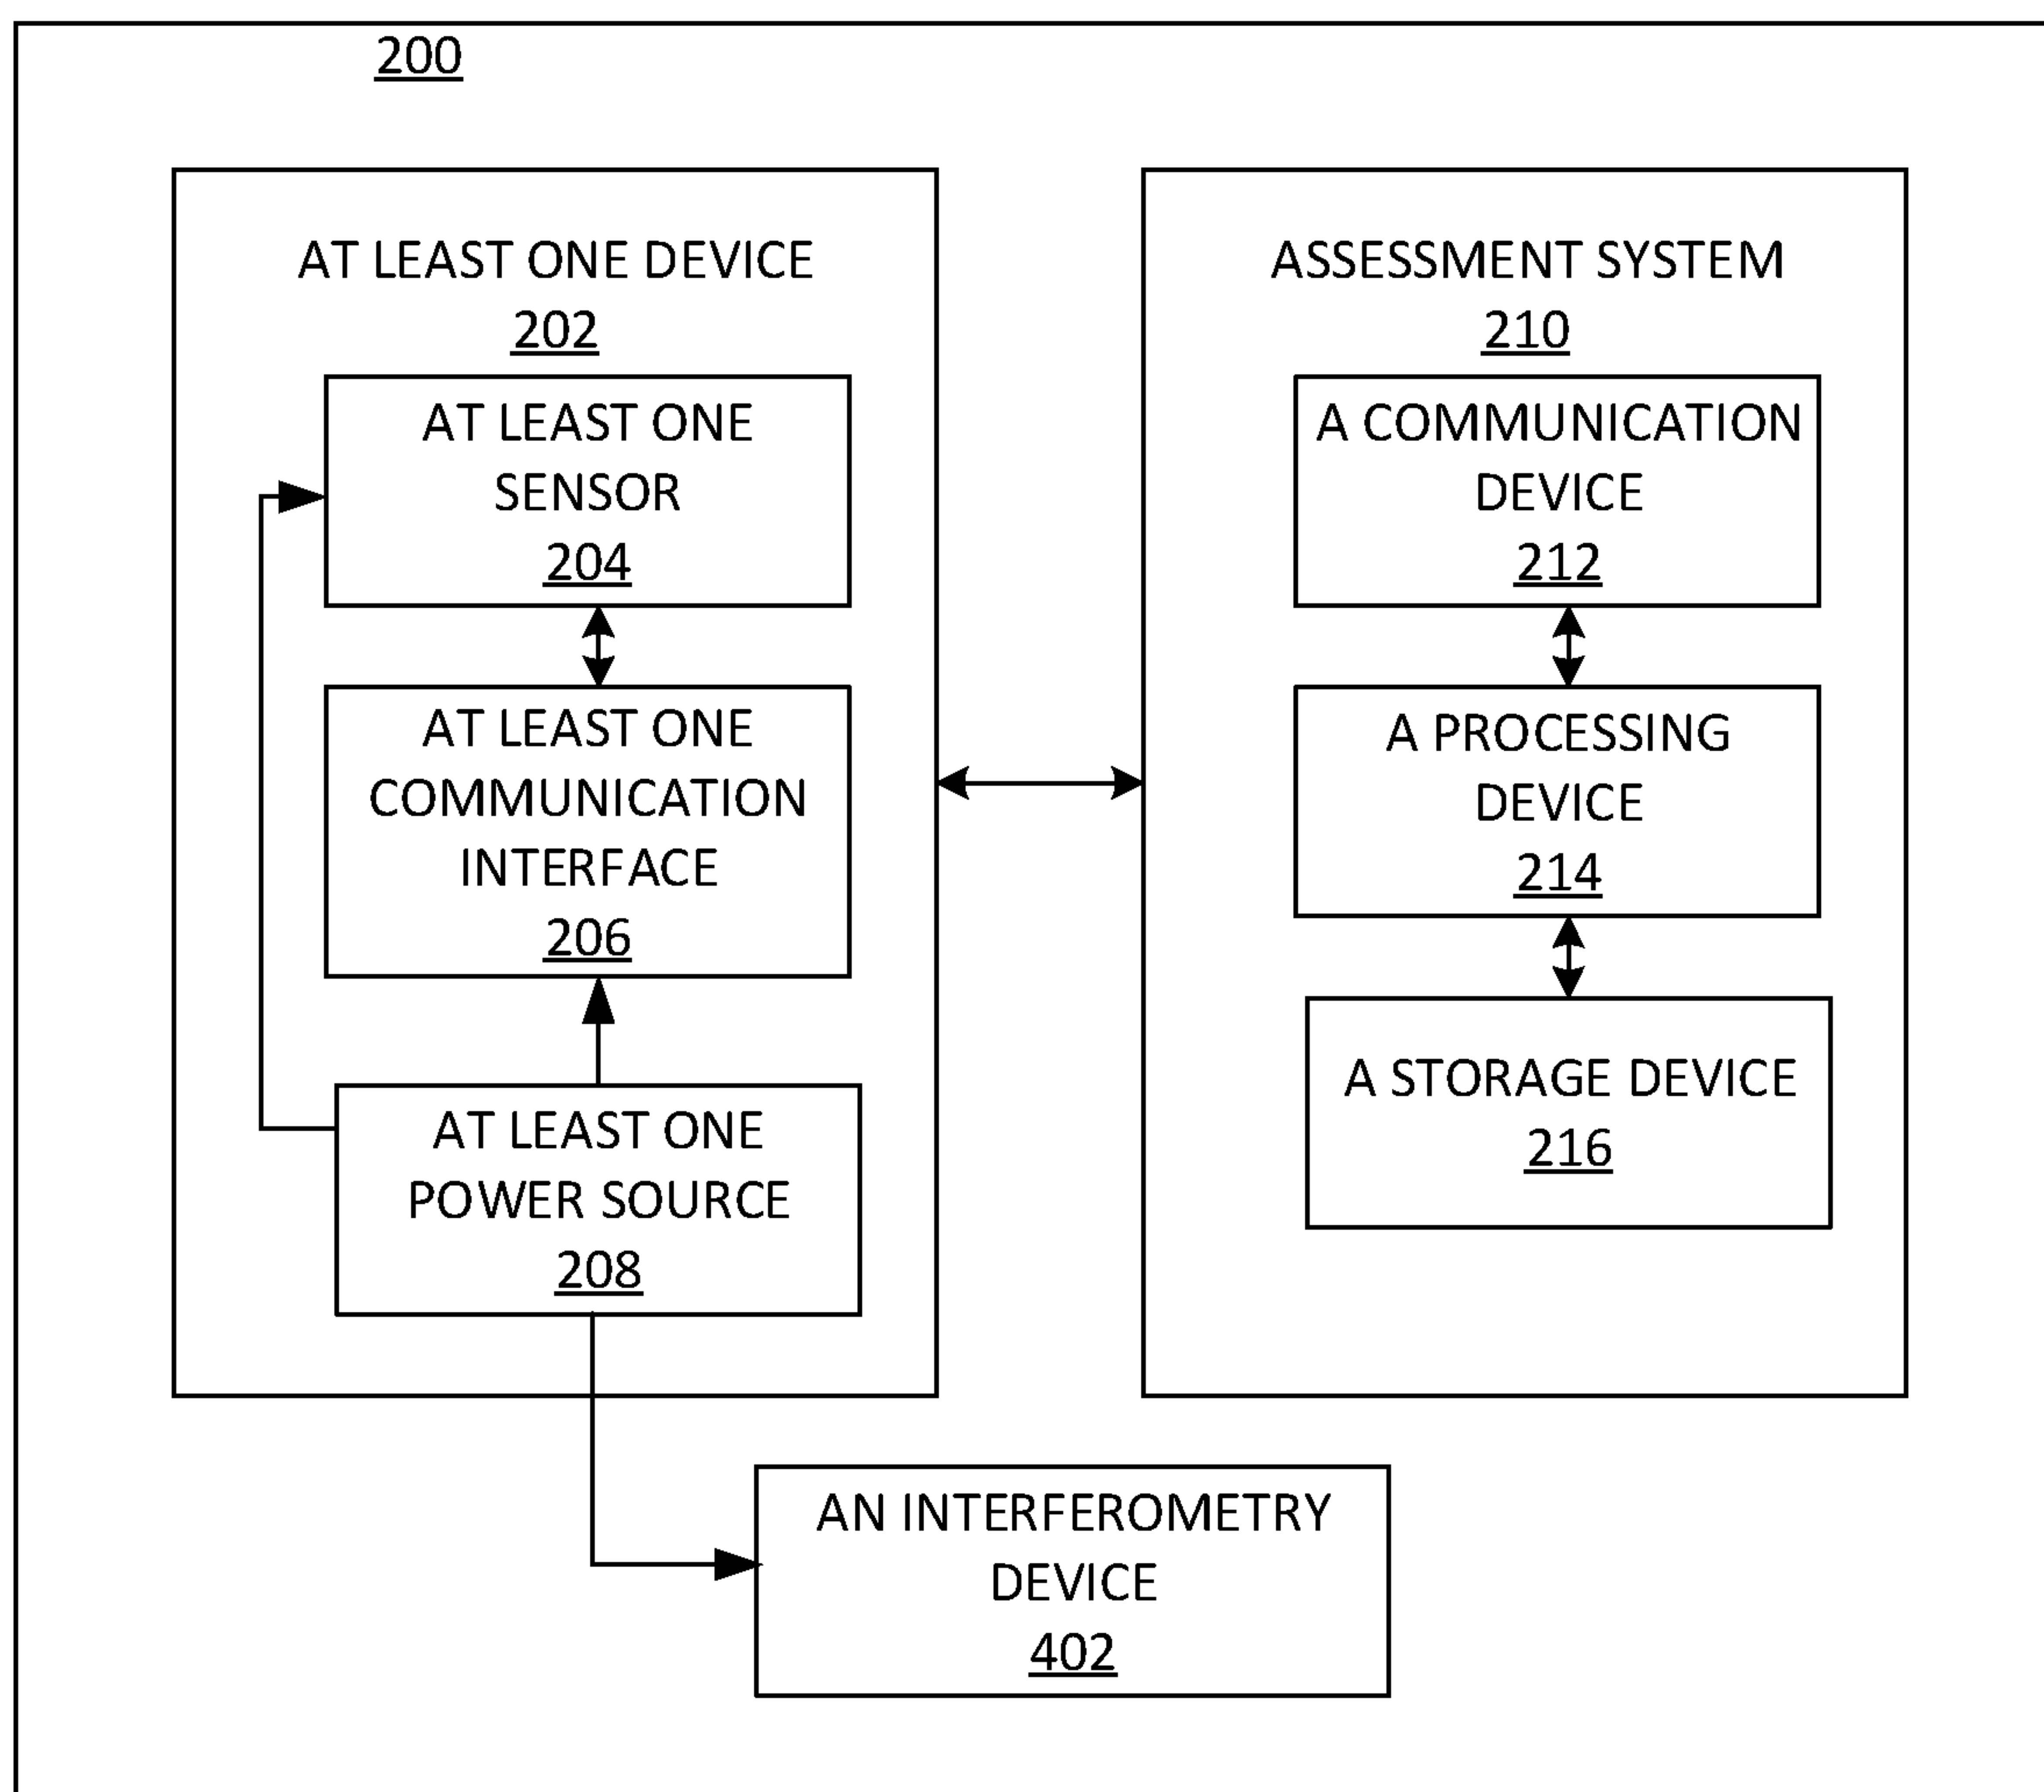 200
AT LEAST ONE DEVICE
202
AT LEAST ONE
SENSOR
204
AT LEAST ONE
COMMUNICATION
INTERFACE
206
AT LEAST ONE
POWER SOURCE
208
ASSESSMENT SYSTEM
210
A COMMUNICATION
DEVICE
212
A PROCESSING
DEVICE
214
A STORAGE DEVICE
216
AN INTERFEROMETRY
DEVICE
402